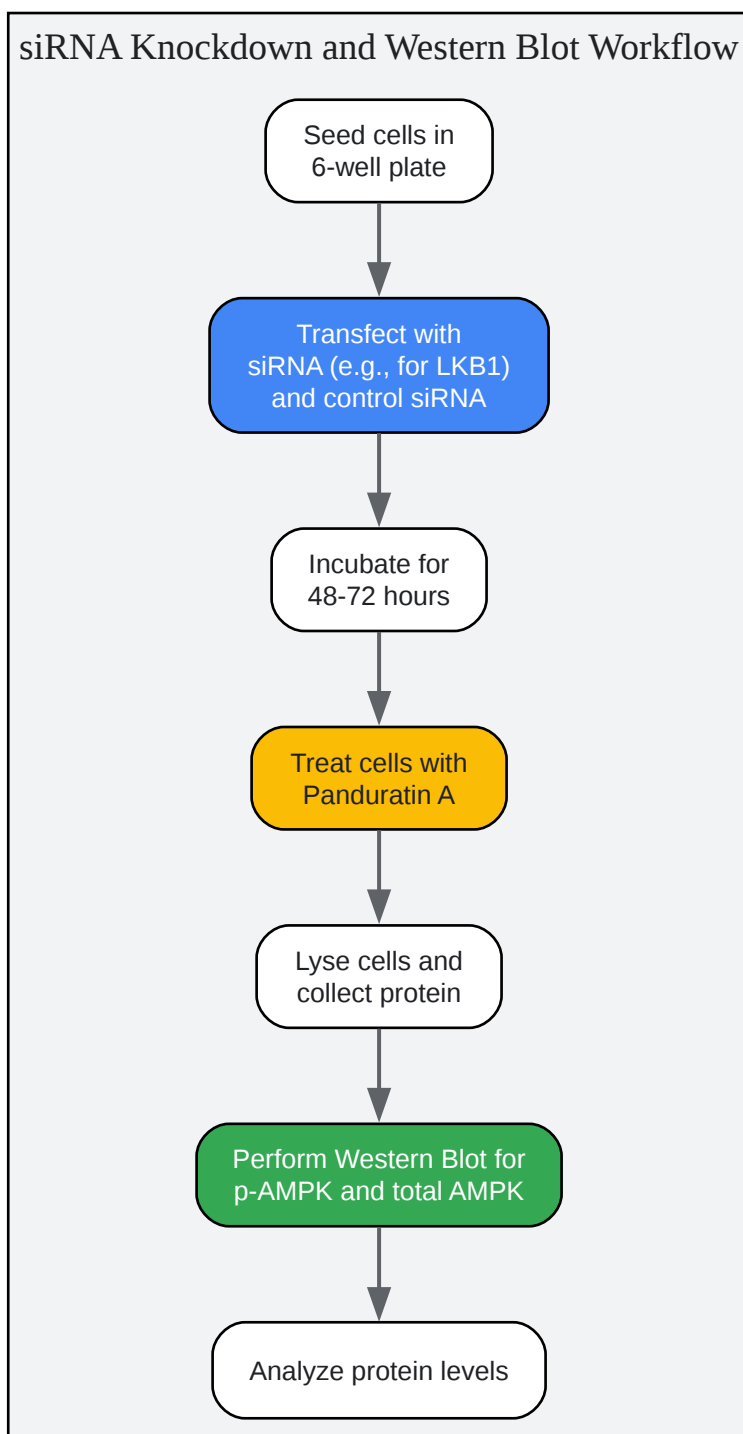 siRNA Knockdown and Western Blot Workflow
Seed cells in
6-well plate
Transfect with
siRNA (e.g., for LKB1)
and control siRNA
Incubate for
48-72 hours
Treat cells with
Panduratin A
Lyse cells and
collect protein
Perform Western Blot for
p-AMPK and total AMPK
Analyze protein levels